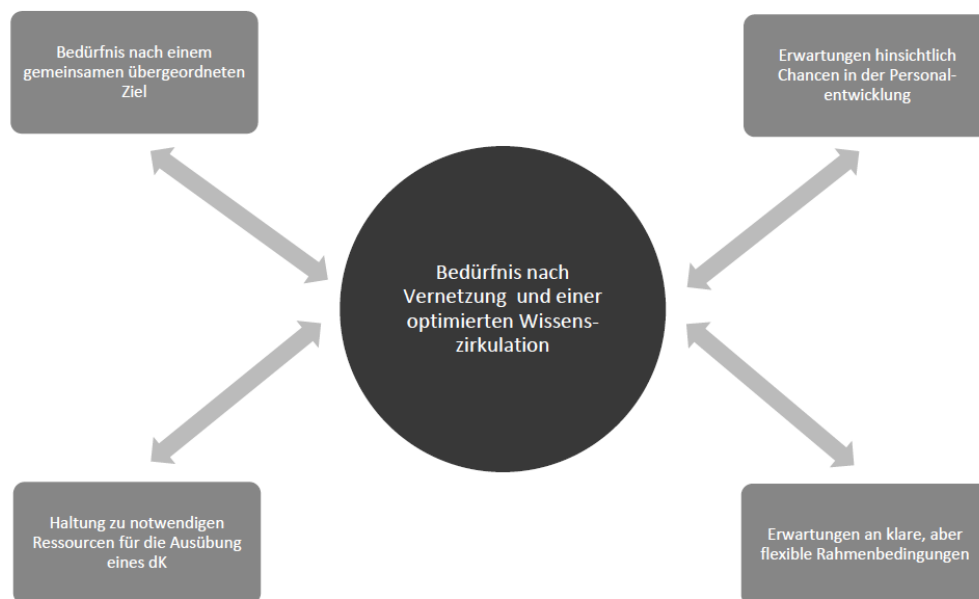 Bedürfnis nach einem
gemeinsamen übergeordneten
Ziel
Erwartungen hinsichtlich
Chancen in der Personal-
entwicklung
Bedürfnis nach
Vernetzung und einer
optimierten Wissens-
zirkulation
Haltung zu notwendigen
Ressourcen für die Ausübung
eines dK
Erwartungen an klare, aber
flexible Rahmenbedingungen